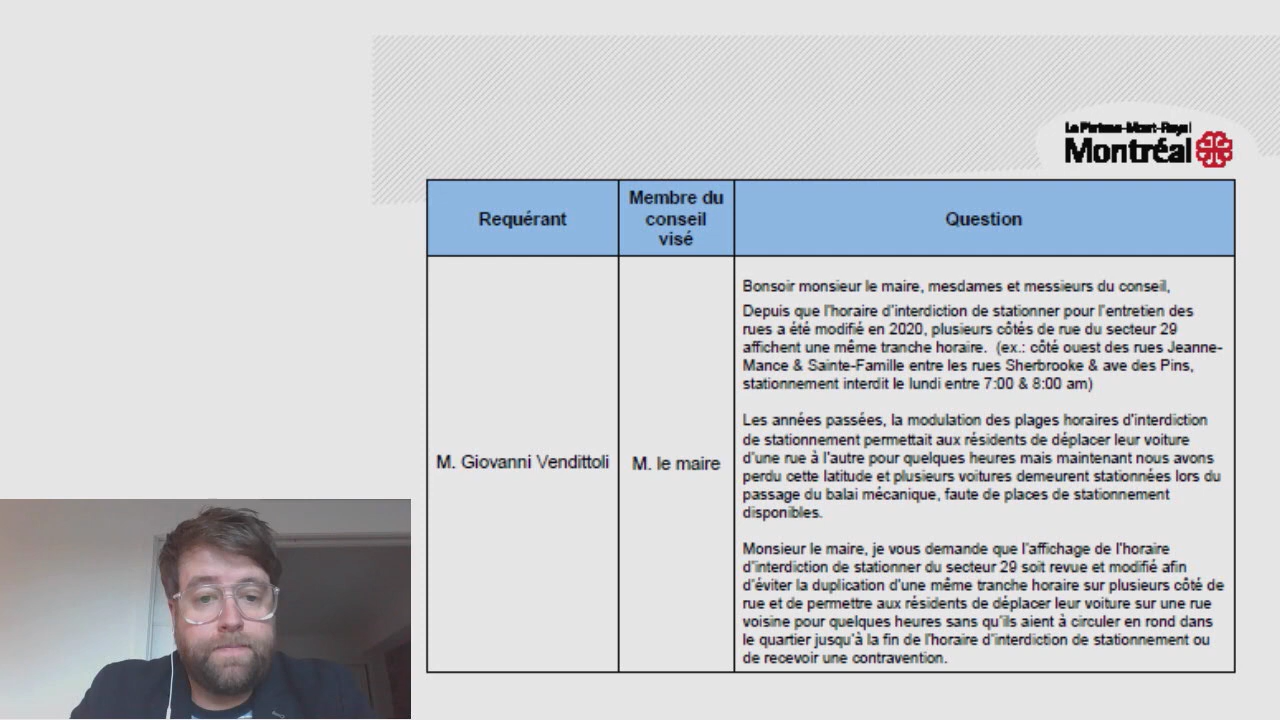 Le Plateau-Mont-Royal
Montréal
Requérant
Membre du
conseil
visé
Question
M. Giovanni Vendittoli
M. le maire
Bonsoir monsieur le maire, mesdames et messieurs du conseil,
Depuis que l'horaire d'interdiction de stationner pour l'entretien des
rues a été modifié en 2020, plusieurs côtés de rue du secteur 29
affichent une même tranche horaire. (ex.: côté ouest des rues Jeanne-
Mance & Sainte-Famille entre les rues Sherbrooke & ave des Pins,
stationnement interdit le lundi entre 7:00 & 8:00 am)
Les années passées, la modulation des plages horaires d'interdiction
de stationnement permettait aux résidents de déplacer leur voiture
d'une rue à l'autre pour quelques heures mais maintenant nous avons
perdu cette latitude et plusieurs voitures demeurent stationnées lors du
passage du balai mécanique, faute de places de stationnement
disponibles.
Monsieur le maire, je vous demande que l'affichage de l'horaire
d'interdiction de stationner du secteur 29 soit revue et modifié afin
d'éviter la duplication d'une même tranche horaire sur plusieurs côté de
rue et de permettre aux résidents de déplacer leur voiture sur une rue
voisine pour quelques heures sans qu'ils aient à circuler en rond dans
le quartier jusqu'à la fin de l'horaire d'interdiction de stationnement ou
de recevoir une contravention.